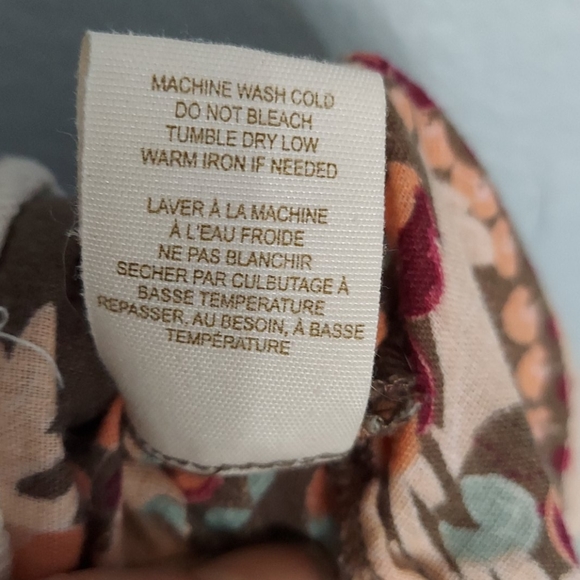 MACHINE WASH COLD
DO NOT BLEACH
TUMBLE DRY LOW
WARM IRON IF NEEDED
LAVER À LA MACHINE
À L'EAU FROIDE
NE PAS BLANCHIR
SECHER PAR CULBUTAGE À
BASSE TEMPERATURE
REPASSER, AU BESOIN, À BASSE
TEMPÉRATURE